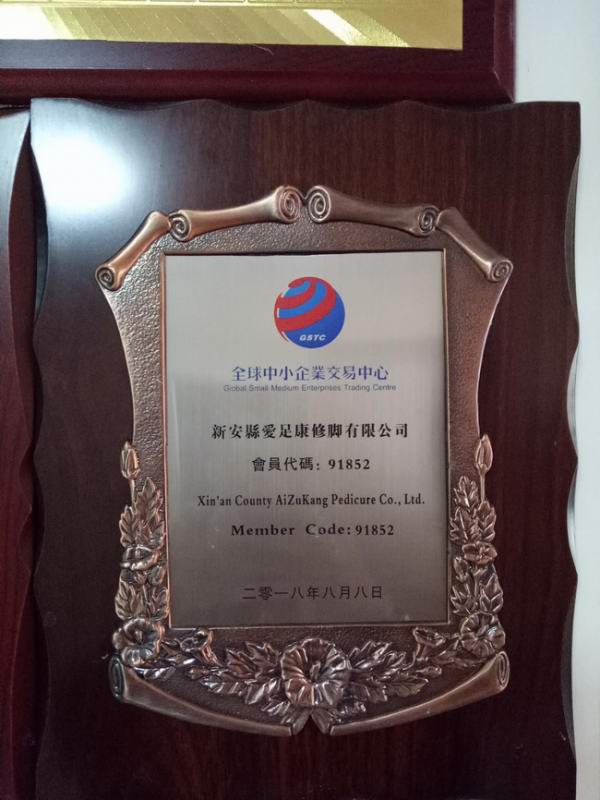 GSTC
全球中小企業交易中心
Global Small Medium Enterprises Trading Centre
新安縣愛足康修脚有限公司
會員代碼: 91852
Xin'an County AiZuKang Pedicure Co., Ltd.
Member Code: 91852
二零一八年八月八日